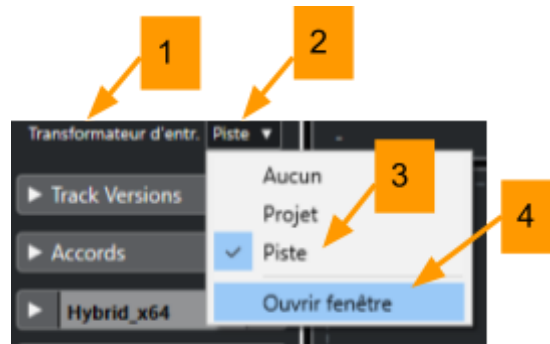 1
2
Transformateur d'entr. Piste ▼
Aucun
3
Track Versions
Projet
4
Accords
Piste
Hybrid_x64
Ouvrir fenêtre